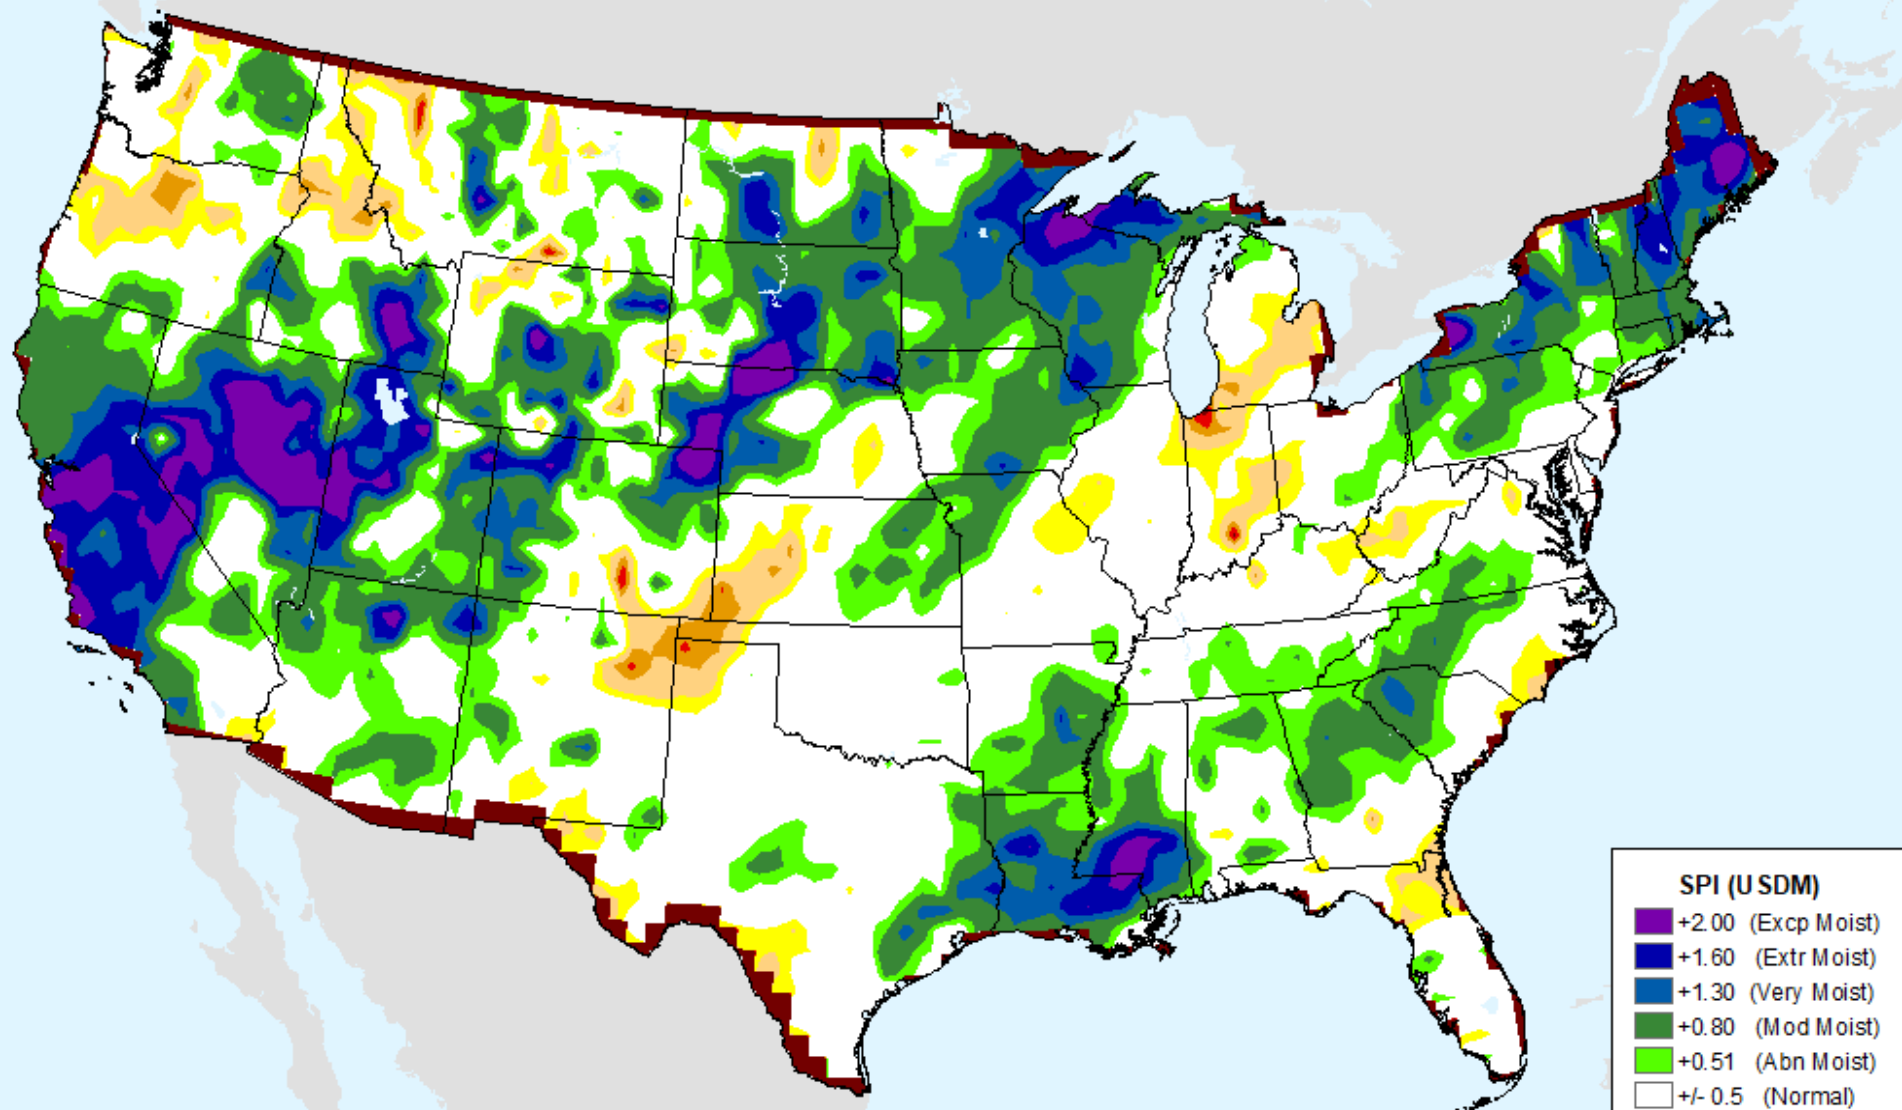 SPI (USDM)
+2.00 (Excp Moist)
+1.60 (Extr Moist)
+1.30 (Very Moist)
+0.80 (Mod Moist)
+0.51 (Abn Moist)
+/- 0.5 (Normal)